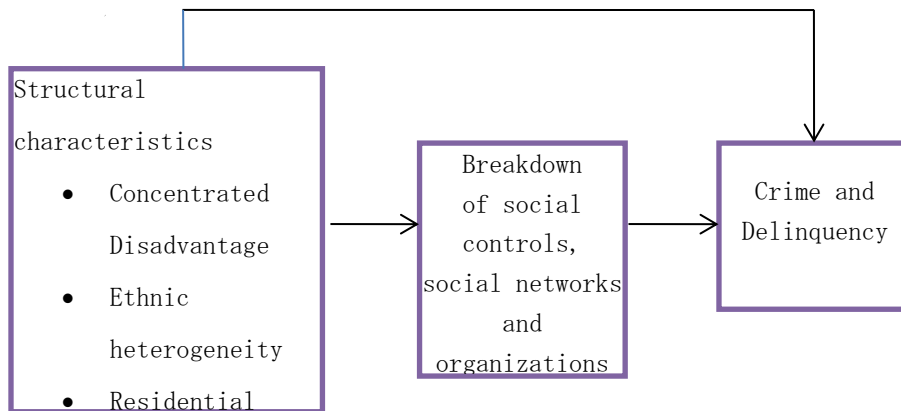 Structural
characteristics
• Concentrated
Disadvantage
• Ethnic
heterogeneity
• Residential
Breakdown
of social
controls,
social networks
and
organizations
Crime and
Delinquency